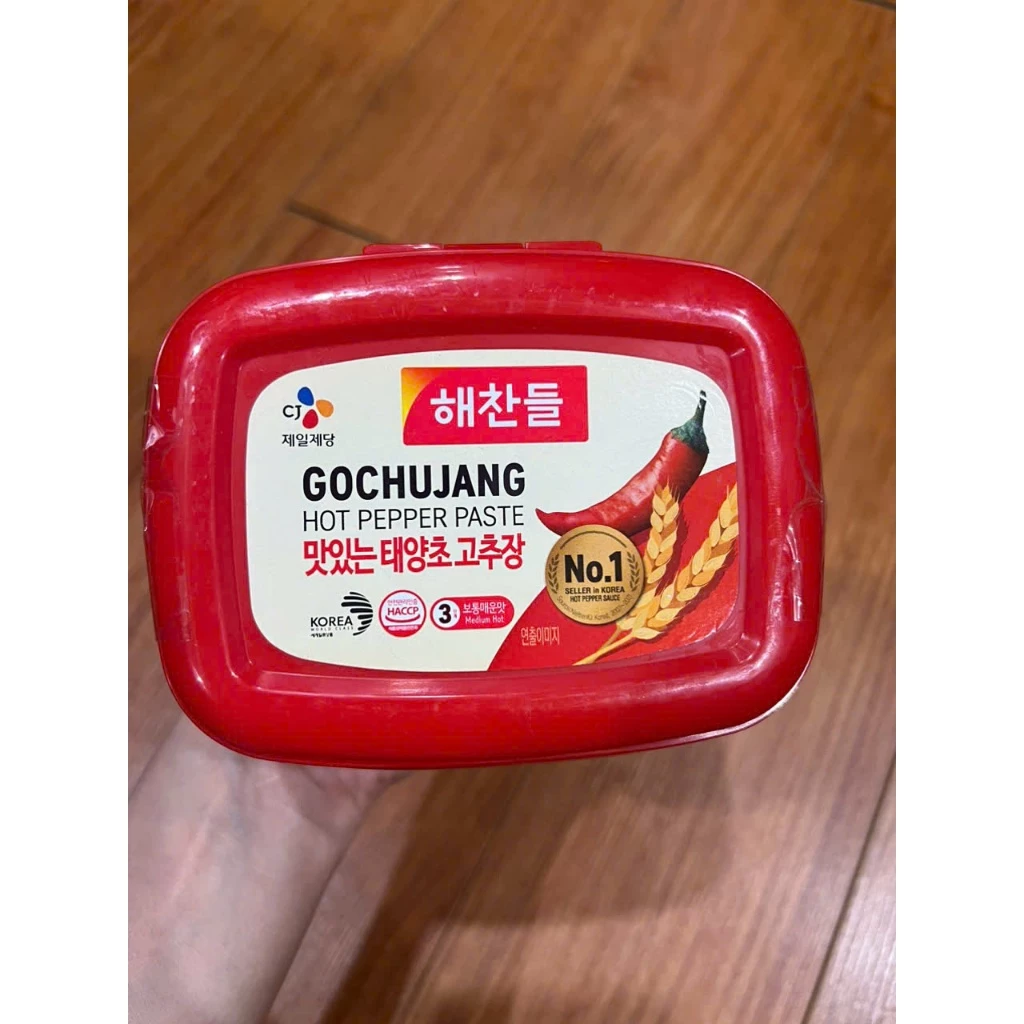 해찬들
CJ
제일제당
GOCHUJANG
HOT PEPPER PASTE
맛있는 태양초 고추장
No.1
SELLER in KOREA
HOT PEPPER SAUCE
KOREA
WORLD CLASS
HACCP
3
보통매운맛
Medium Hot
연출이미지